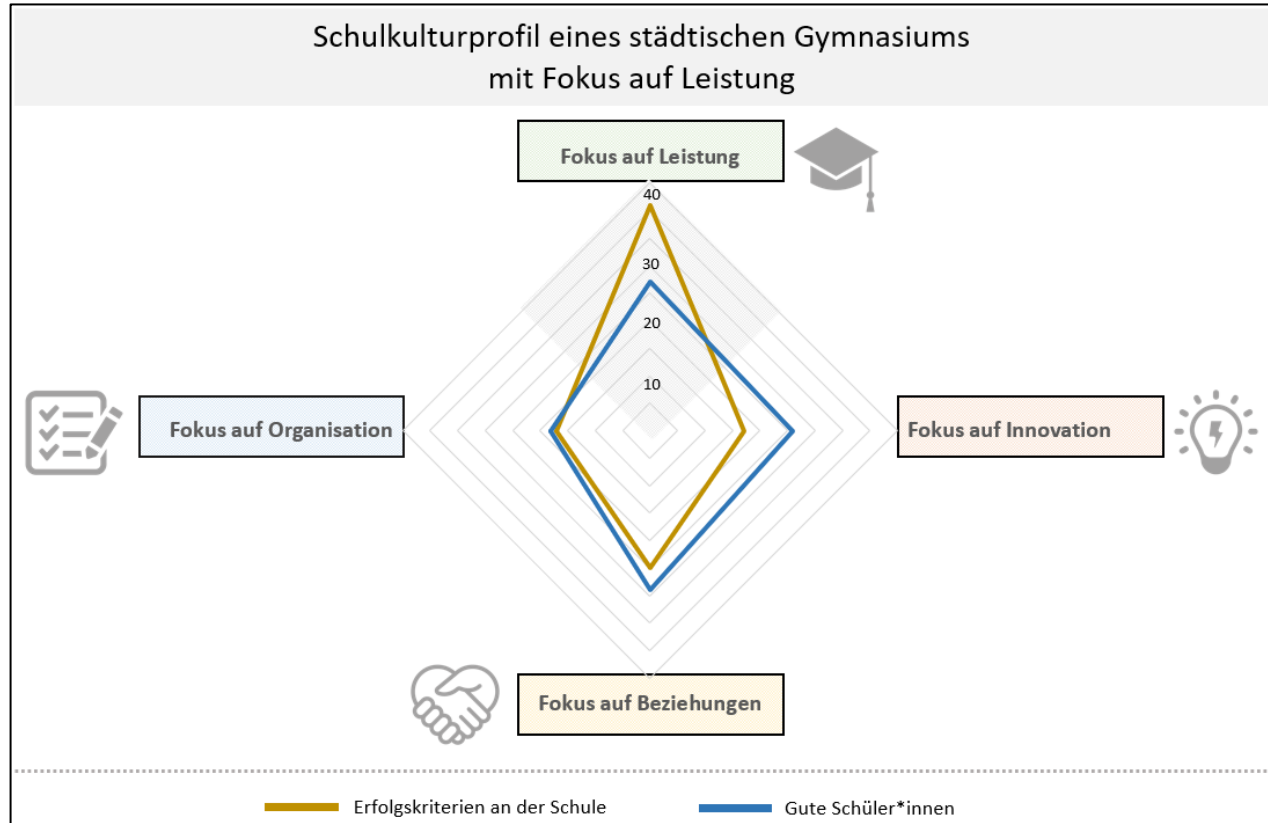 Schulkulturprofil eines städtischen Gymnasiums
mit Fokus auf Leistung
Fokus auf Leistung
40
30
20
10
Fokus auf Organisation
Fokus auf Innovation
Fokus auf Beziehungen
Erfolgskriterien an der Schule
Gute Schüler*innen